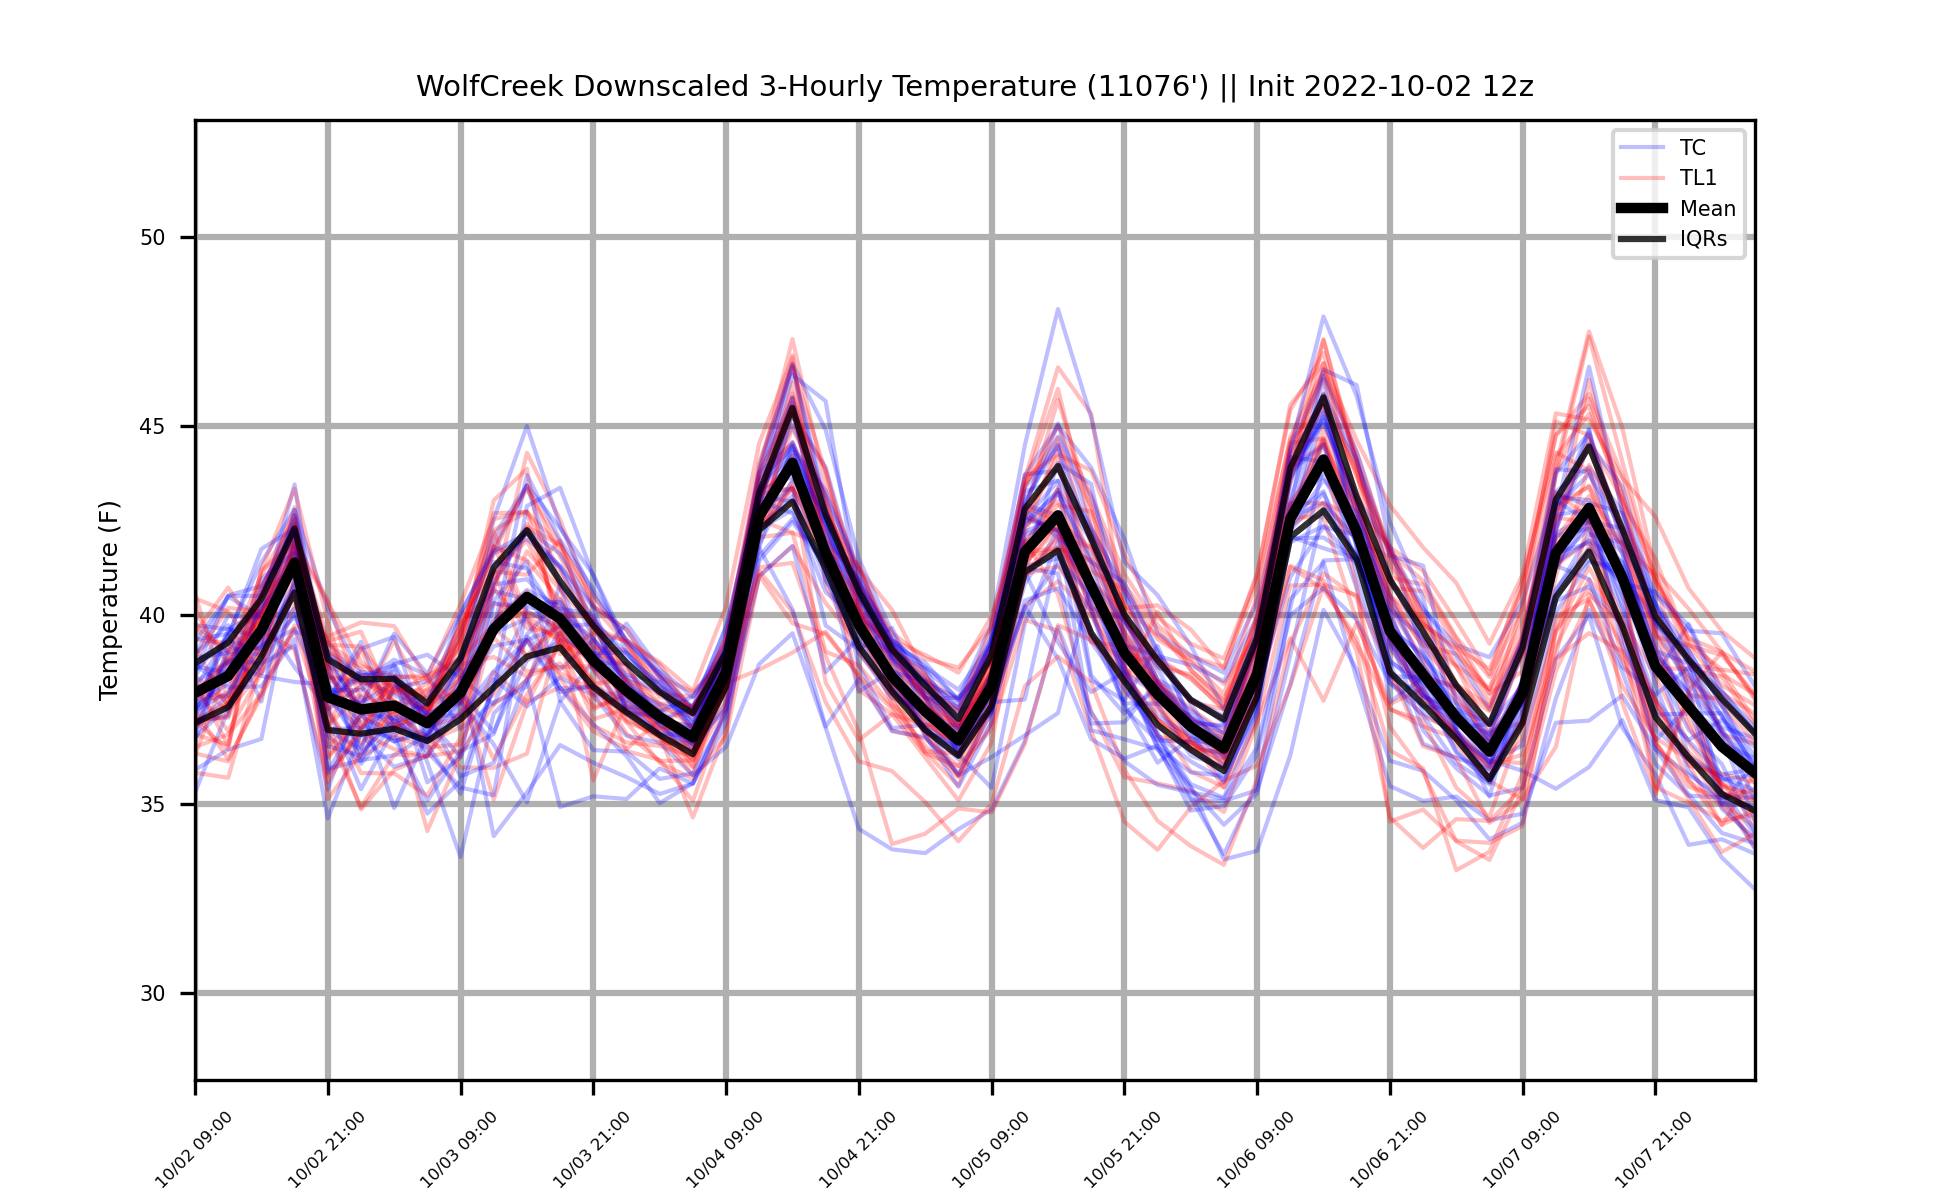 WolfCreek Downscaled 3-Hourly Temperature (11076') || Init 2022-10-02 12z
TC
TL1
Mean
IQRs
Temperature (F)
50
45
40
35
30
10/02 09:00
10/02 21:00
10/03 09:00
10/03 21:00
10/04 09:00
10/04 21:00
10/05 09:00
10/05 21:00
10/06 09:00
10/06 21:00
10/07 09:00
10/07 21:00